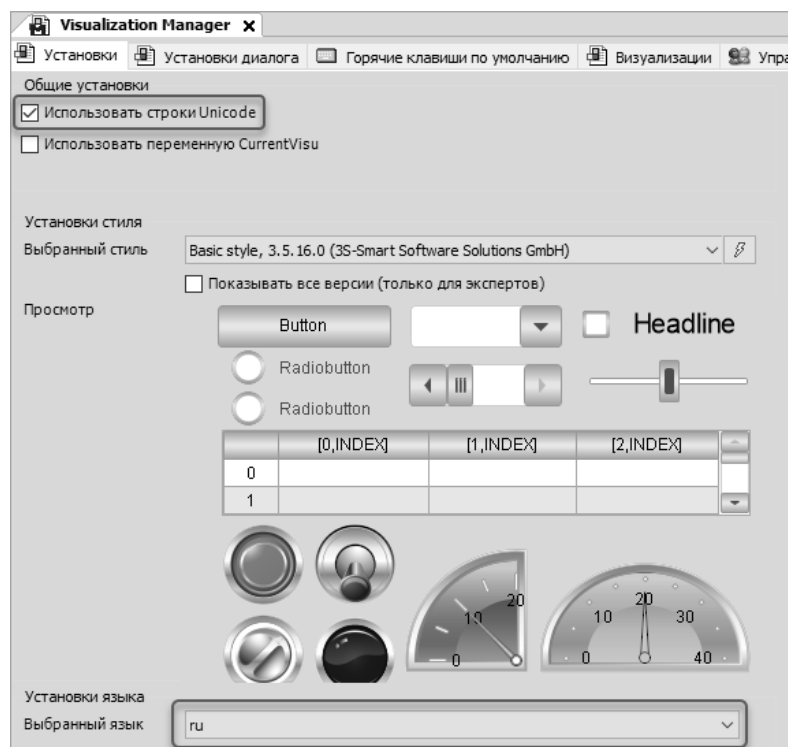 Visualization Manager X
Установки Установки диалога Горячие клавиши по умолчанию Визуализации Упра
Общие установки
Использовать строки Unicode
Использовать переменную CurrentVisu
Установки стиля
Выбранный стиль Basic style, 3.5.16.0 (3S-Smart Software Solutions GmbH)
Показывать все версии (только для экспертов)
Просмотр Button Headline
Radiobutton
Radiobutton
[0,INDEX] [1,INDEX] [2,INDEX]
0
1
0 10 20
0 10 20 30 40
Установки языка
Выбранный язык ru